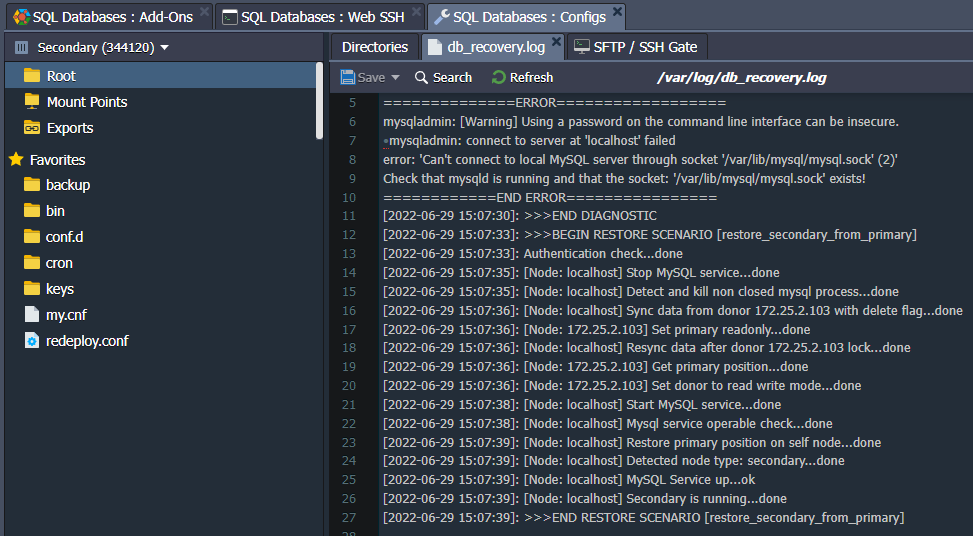 SQL Databases : Add-Ons
SQL Databases : Web SSH
SQL Databases : Configs
Secondary (344120)
Root
Mount Points
Exports
Favorites
backup
bin
conf.d
cron
keys
my.cnf
redeploy.conf
Directories
db_recovery.log
SFTP / SSH Gate
Save
Search
Refresh
/var/log/db_recovery.log
5 ==============ERROR==================
6 mysqladmin: [Warning] Using a password on the command line interface can be insecure.
7 mysqladmin: connect to server at 'localhost' failed
8 error: 'Can't connect to local MySQL server through socket '/var/lib/mysql/mysql.sock' (2)'
9 Check that mysqld is running and that the socket: '/var/lib/mysql/mysql.sock' exists!
10 ============END ERROR================
11 [2022-06-29 15:07:30]: >>>END DIAGNOSTIC
12 [2022-06-29 15:07:33]: >>>BEGIN RESTORE SCENARIO [restore_secondary_from_primary]
13 [2022-06-29 15:07:33]: Authentication check...done
14 [2022-06-29 15:07:35]: [Node: localhost] Stop MySQL service...done
15 [2022-06-29 15:07:35]: [Node: localhost] Detect and kill non closed mysql process...done
16 [2022-06-29 15:07:36]: [Node: localhost] Sync data from donor 172.25.2.103 with delete flag...done
17 [2022-06-29 15:07:36]: [Node: 172.25.2.103] Set primary readonly...done
18 [2022-06-29 15:07:36]: [Node: localhost] Resync data after donor 172.25.2.103 lock...done
19 [2022-06-29 15:07:36]: [Node: 172.25.2.103] Get primary position...done
20 [2022-06-29 15:07:36]: [Node: 172.25.2.103] Set donor to read write mode...done
21 [2022-06-29 15:07:38]: [Node: localhost] Start MySQL service...done
22 [2022-06-29 15:07:38]: [Node: localhost] Mysql service operable check...done
23 [2022-06-29 15:07:39]: [Node: localhost] Restore primary position on self node...done
24 [2022-06-29 15:07:39]: [Node: localhost] Detected node type: secondary...done
25 [2022-06-29 15:07:39]: [Node: localhost] MySQL Service up...ok
26 [2022-06-29 15:07:39]: [Node: localhost] Secondary is running...done
27 [2022-06-29 15:07:39]: >>>END RESTORE SCENARIO [restore_secondary_from_primary]
28